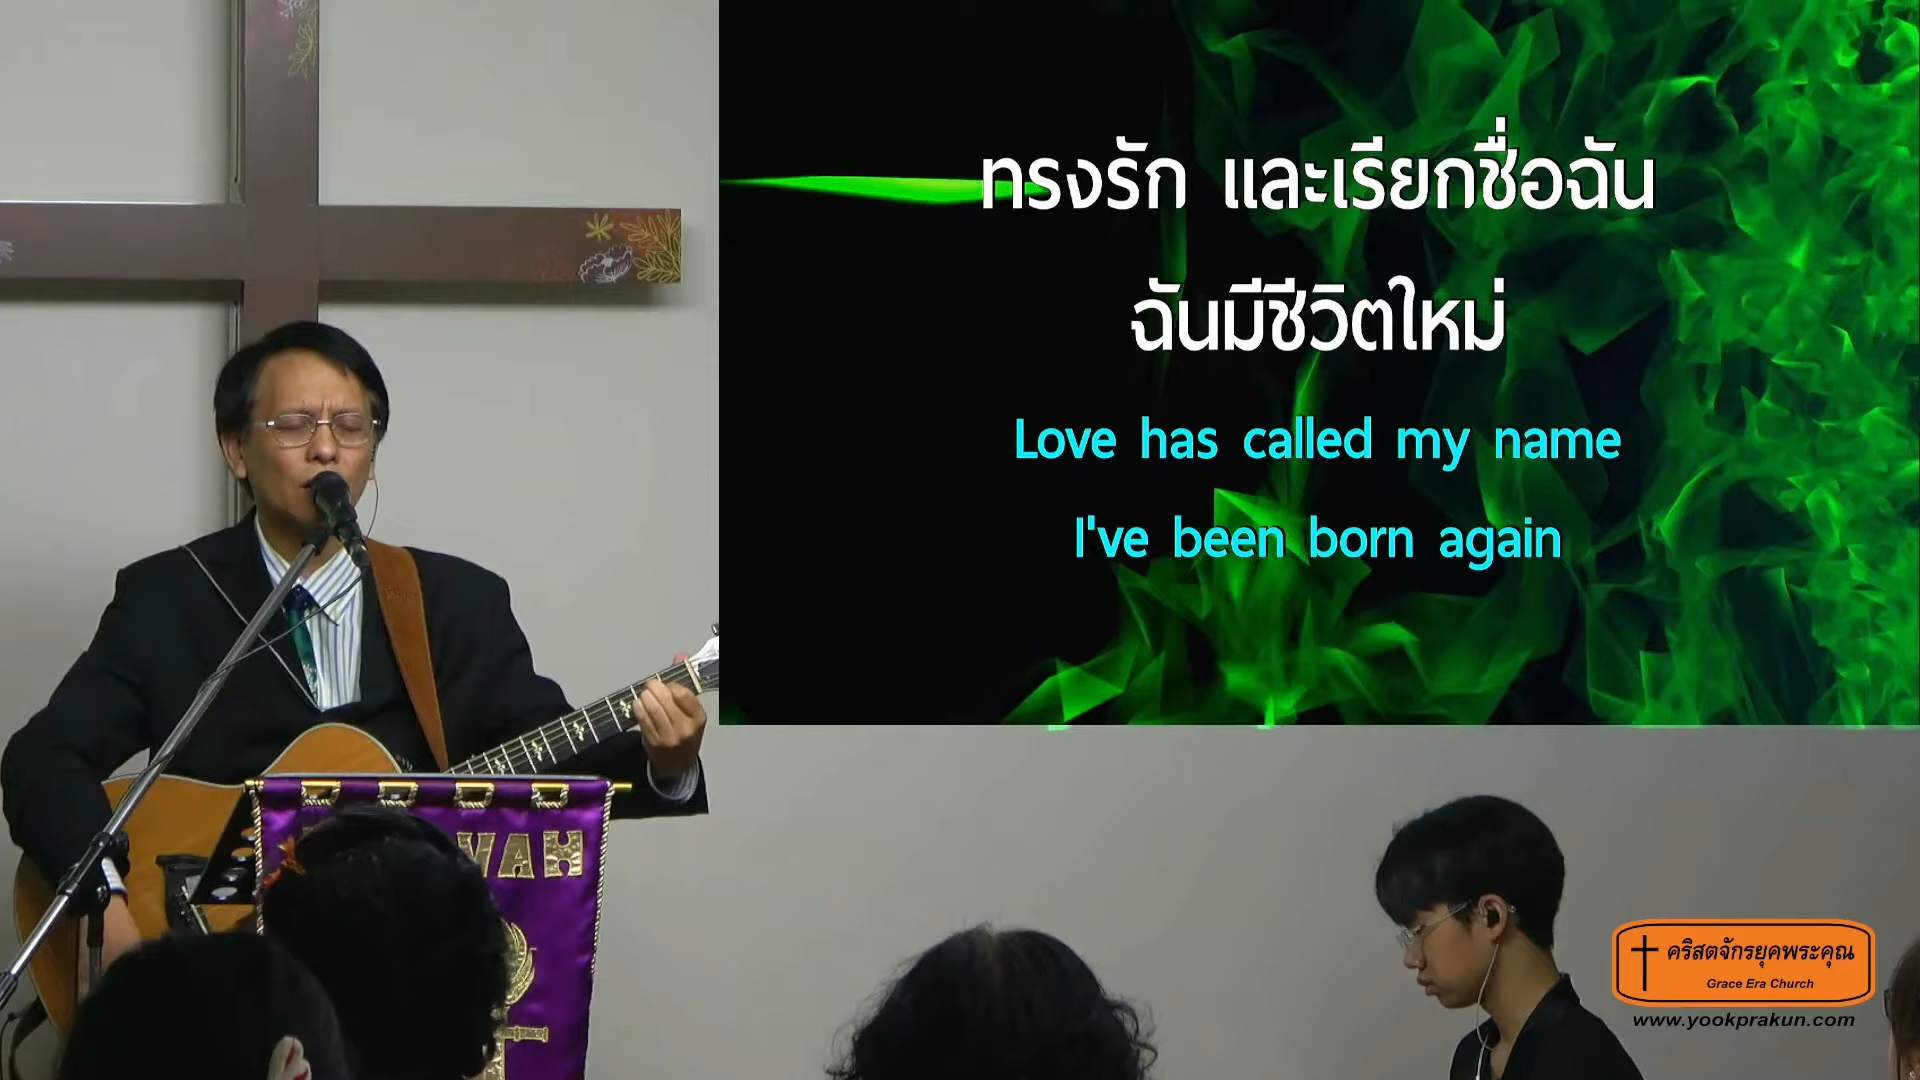 ทรงรัก และเรียกชื่อฉัน
ฉันมีชีวิตใหม่
Love has called my name
I've been born again
VAH
คริสตจักรยุคพระคุณ
Grace Era Church
www.yookprakun.com